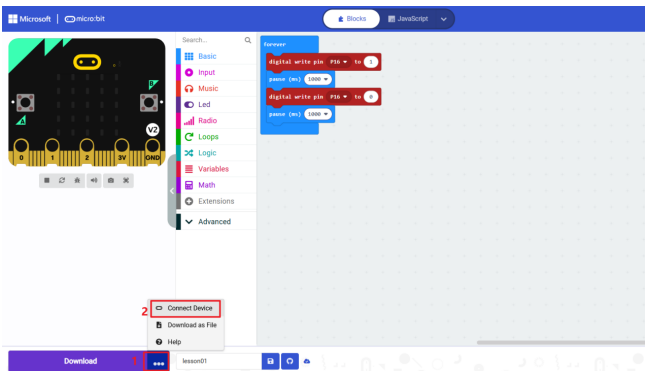 Microsoft micro:bit
Blocks JavaScript
Search...
Basic
Input
Music
Led
Radio
Loops
Logic
Variables
Math
Extensions
Advanced
forever
digital write pin P16 to 1
pause (ms) 1000
digital write pin P16 to 0
pause (ms) 1000
A
B
V2
0 1 2 3V GND
2 Connect Device
Download as File
Help
Download 1 lesson01